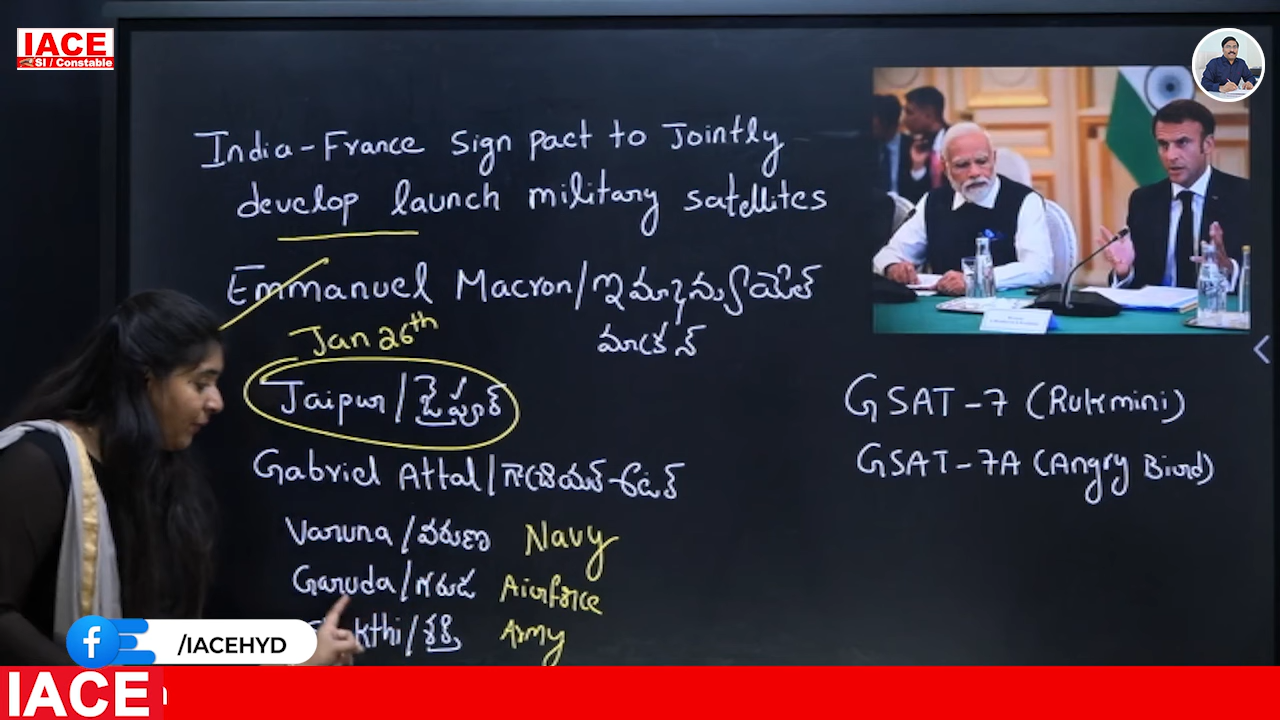 IACE
SI / Constable
India-France sign pact to Jointly
develop launch military satellites
Emmanuel Macron/ఇమాన్యుయెల్
మాక్రన్
Jan 26th
Jaipur/జైపూర్
GSAT-7 (Rukmini)
GSAT-7A (Angry Bird)
Gabriel Attal/గాబ్రియల్ అటల్
Varuna/వరుణ Navy
Garuda/గరుడ Airforce
kthi/శక్తి Army
/IACEHYD
IACE